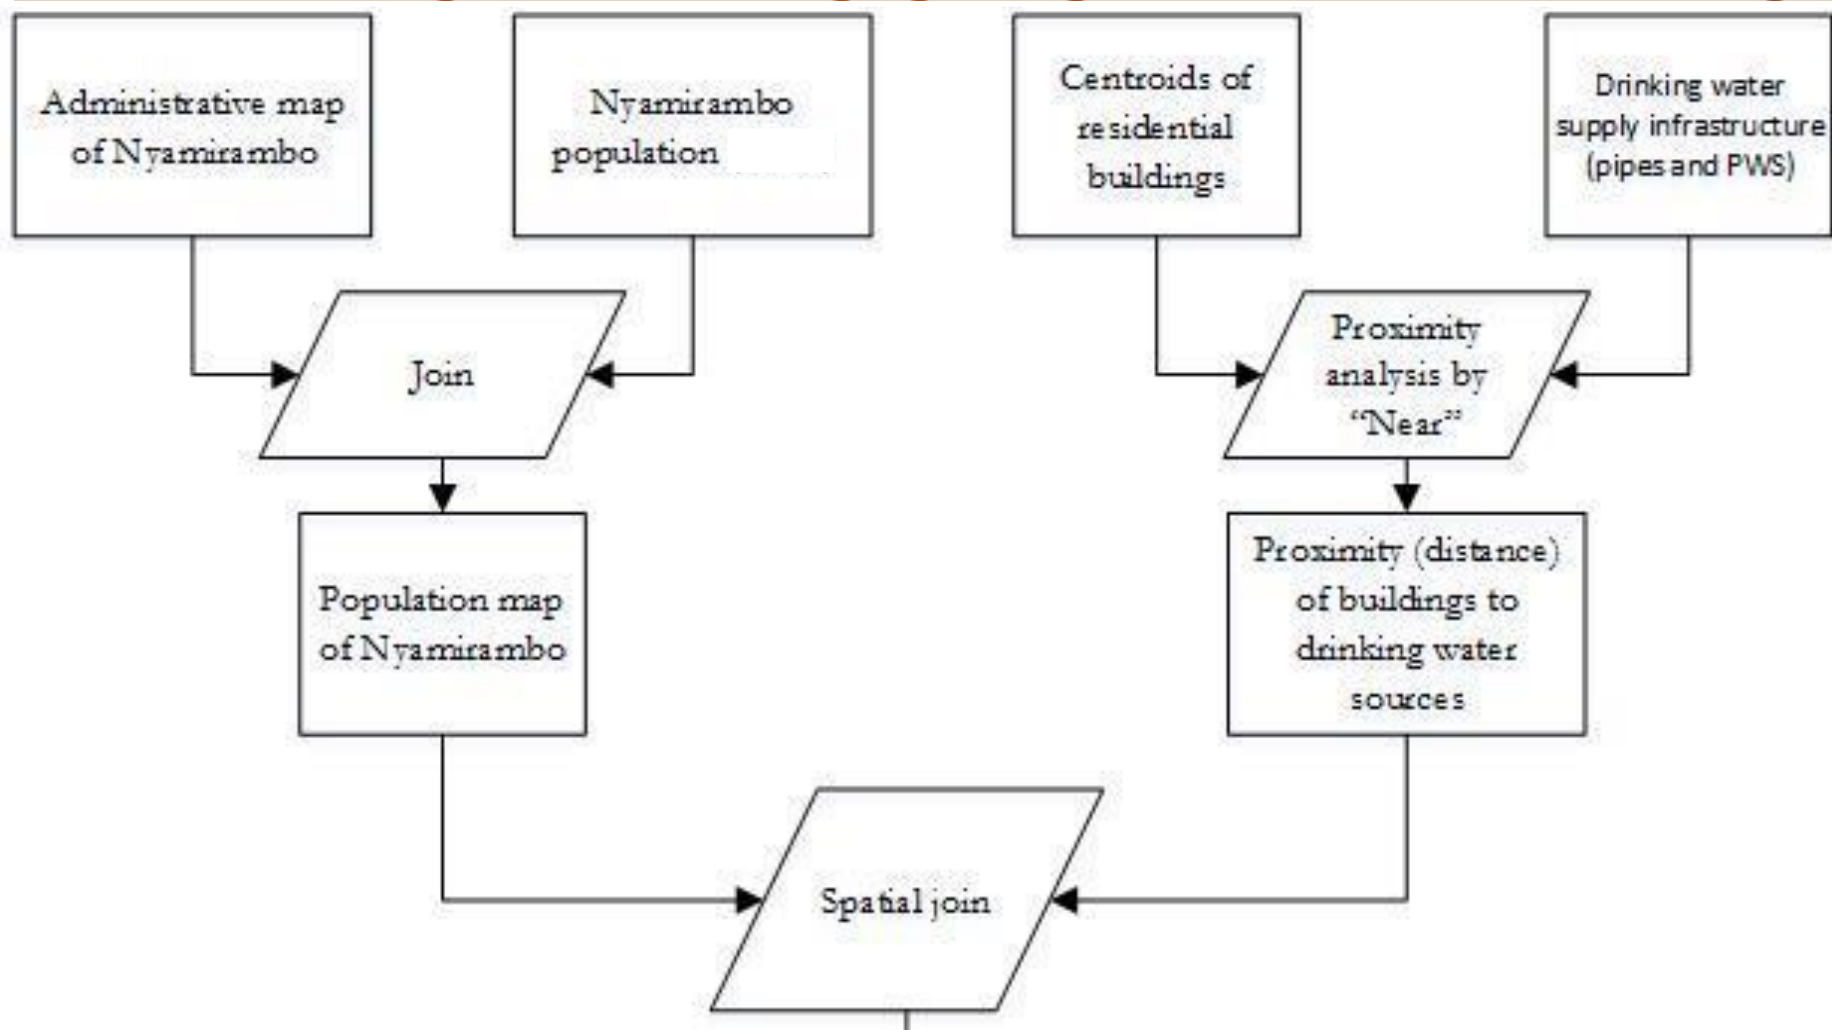 Administrative map
of Nyamirambo
Nyamirambo
population
Centroids of
residential
buildings
Drinking water
supply infrastructure
(pipes and PWS)
Join
Proximity
analysis by
“Near”
Population map
of Nyamirambo
Proximity (distance)
of buildings to
drinking water
sources
Spatial join